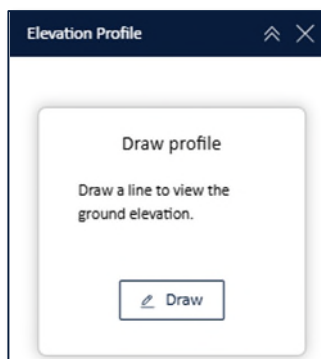 Elevation Profile
Draw profile
Draw a line to view the
ground elevation.
Draw